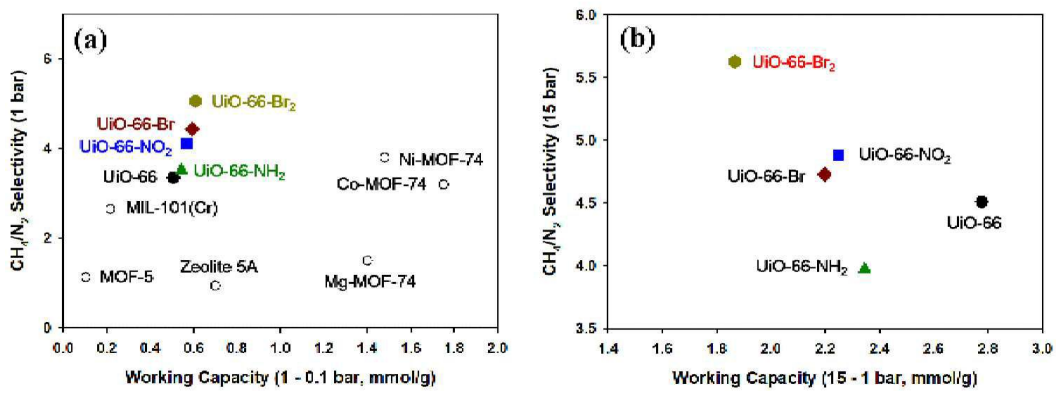 (a)
CH₄/N₂ Selectivity (1 bar)
6
4
2
0
UiO-66-Br₂
UiO-66-Br
UiO-66-NO₂
UiO-66
UiO-66-NH₂
Ni-MOF-74
Co-MOF-74
MIL-101(Cr)
MOF-5
Zeolite 5A
Mg-MOF-74
0.0 0.2 0.4 0.6 0.8 1.0 1.2 1.4 1.6 1.8 2.0
Working Capacity (1 - 0.1 bar, mmol/g)
(b)
CH₄/N₂ Selectivity (15 bar)
6.0
5.5
5.0
4.5
4.0
3.5
UiO-66-Br₂
UiO-66-NO₂
UiO-66-Br
UiO-66
UiO-66-NH₂
1.4 1.6 1.8 2.0 2.2 2.4 2.6 2.8 3.0
Working Capacity (15 - 1 bar, mmol/g)